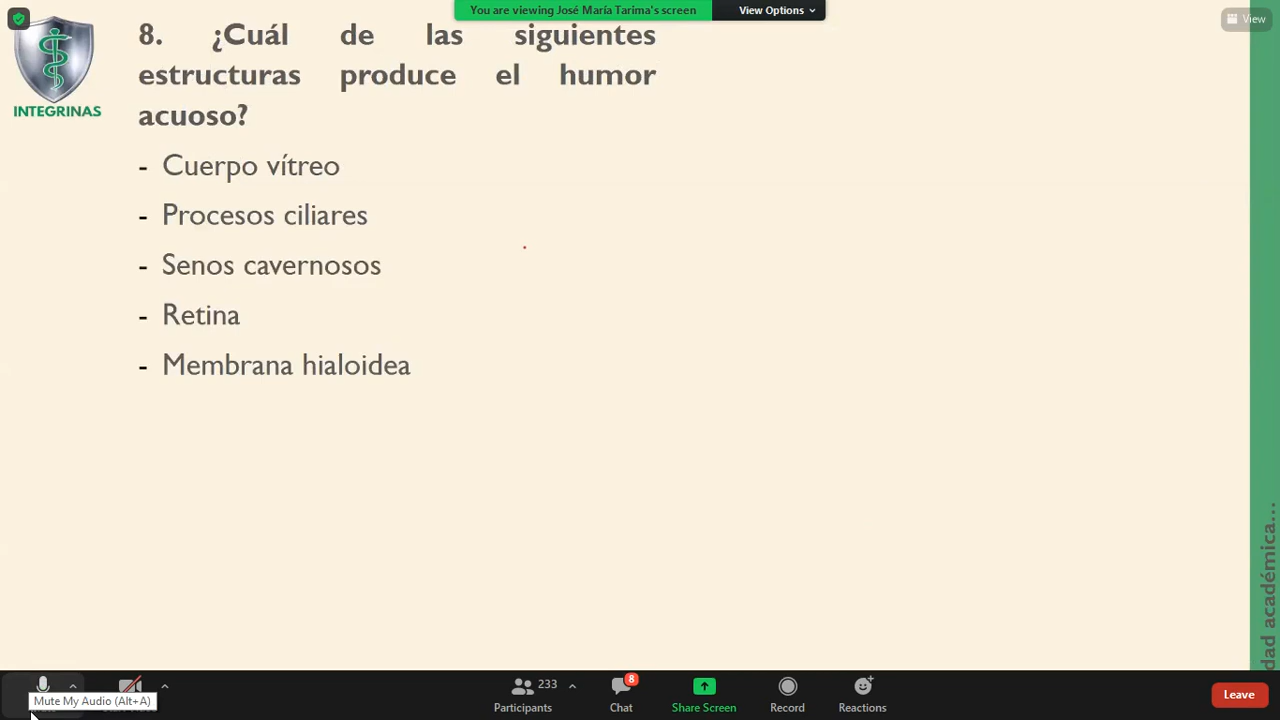 You are viewing José María Tarima's screen
View Options
View
INTEGRINAS
8. ¿Cuál de las siguientes
estructuras produce el humor
acuoso?
- Cuerpo vítreo
- Procesos ciliares
- Senos cavernosos
- Retina
- Membrana hialoidea
dad académica...
Mute My Audio (Alt+A)
233
Participants
8
Chat
Share Screen
Record
Reactions
Leave